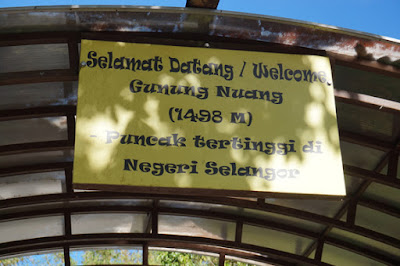 Selamat Datang / Welcome
Gunung Nuang
(1498 M)
- Puncak tertinggi di
Negeri Selangor